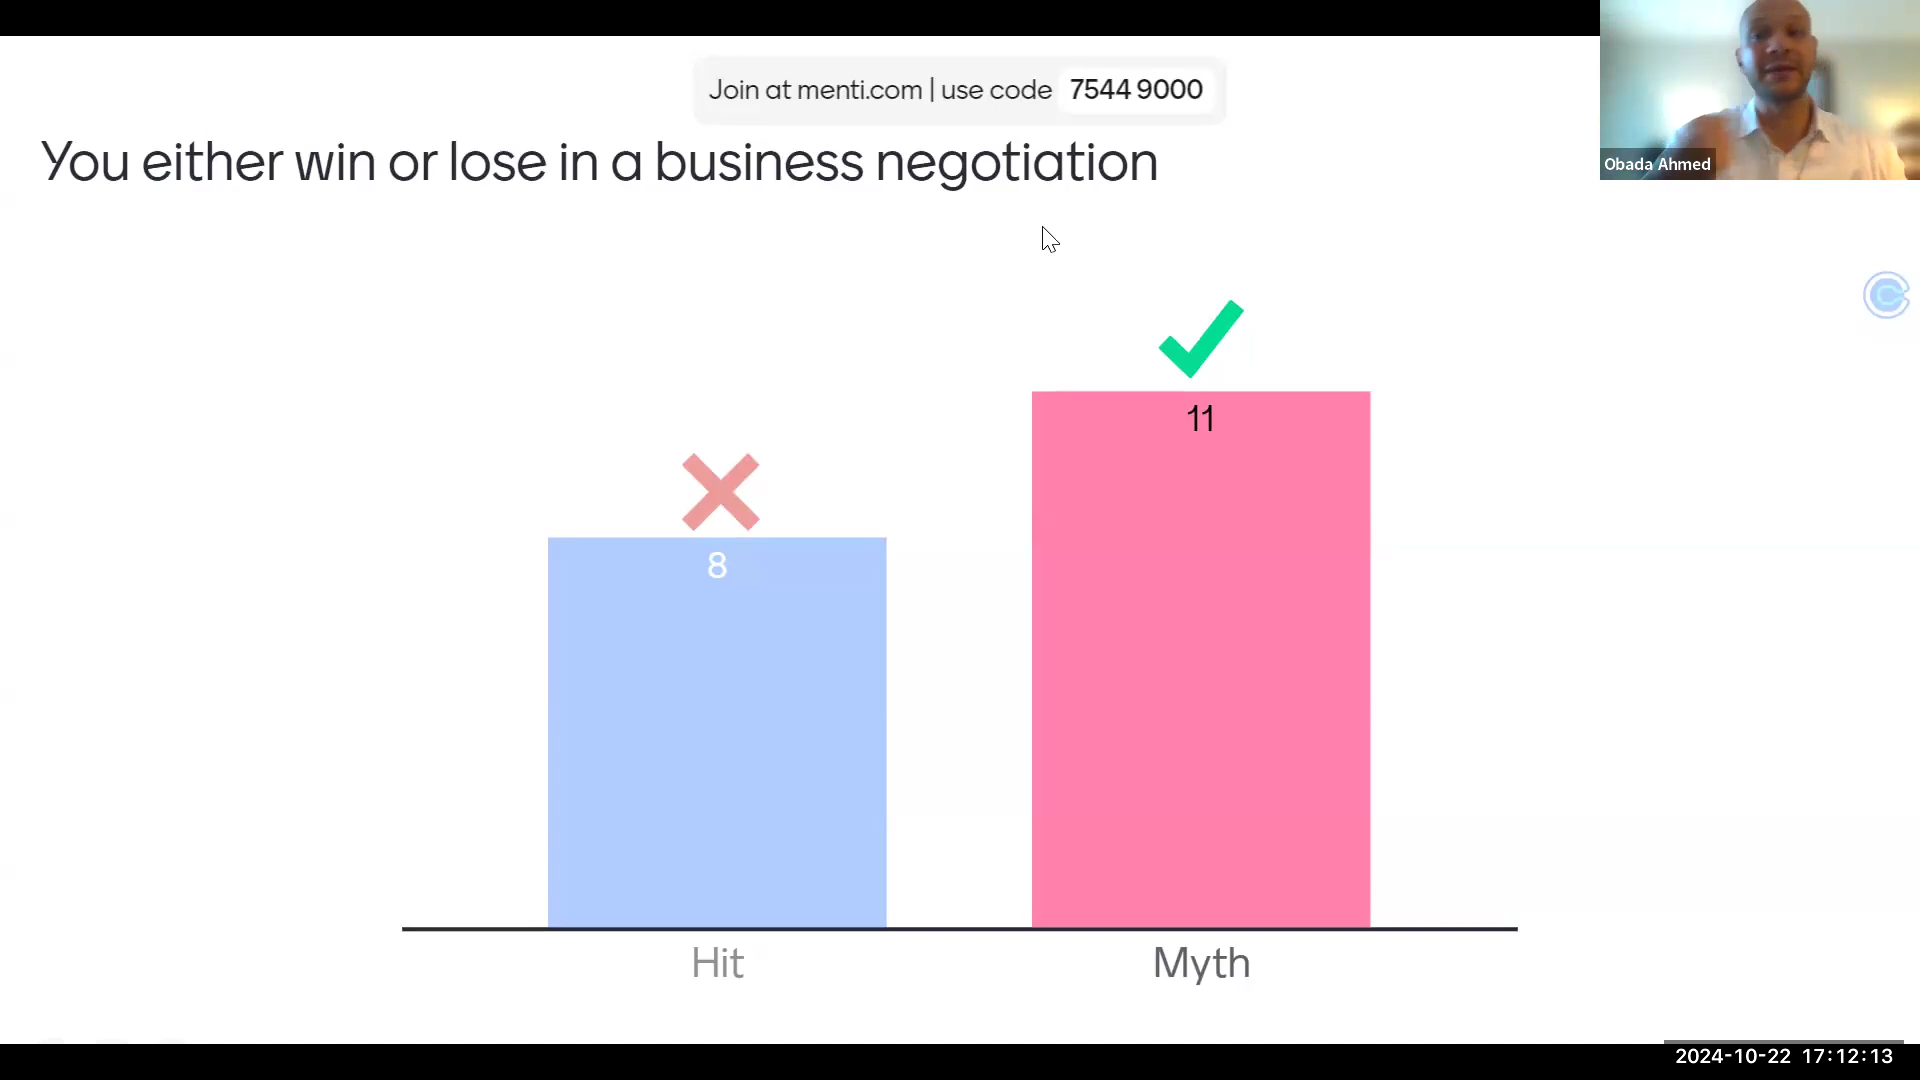 Join at menti.com | use code 7544 9000
You either win or lose in a business negotiation
Obada Ahmed
11
8
Hit
Myth
2024-10-22 17:12:13